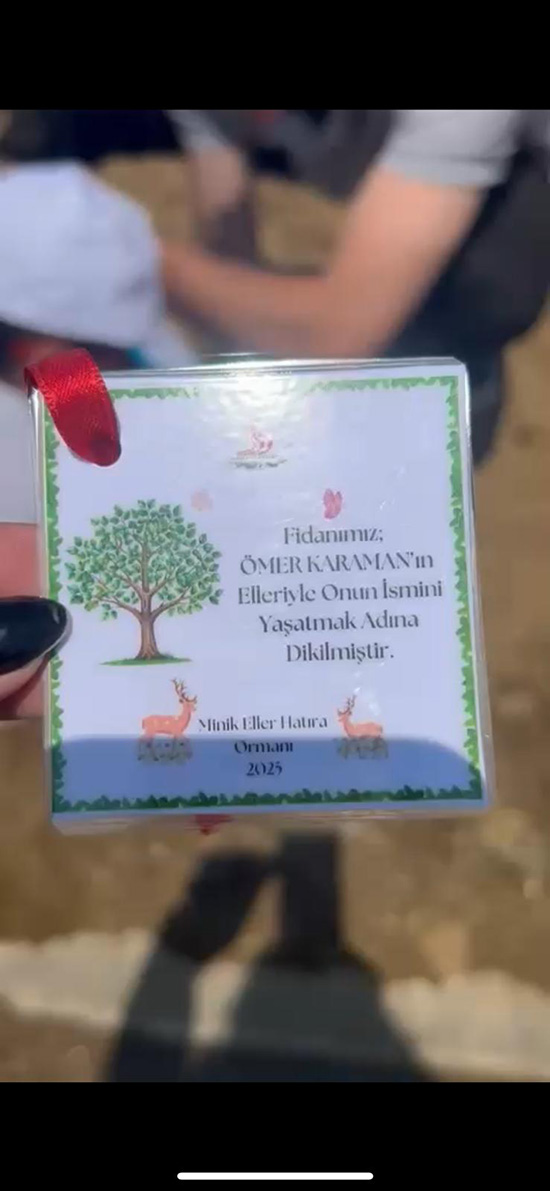 Fidanımız;
ÖMER KARAMAN'ın
Elleriyle Onun İsmini
Yaşatmak Adına
Dikilmiştir.
Minik Eller Hatıra
Ormanı
2025